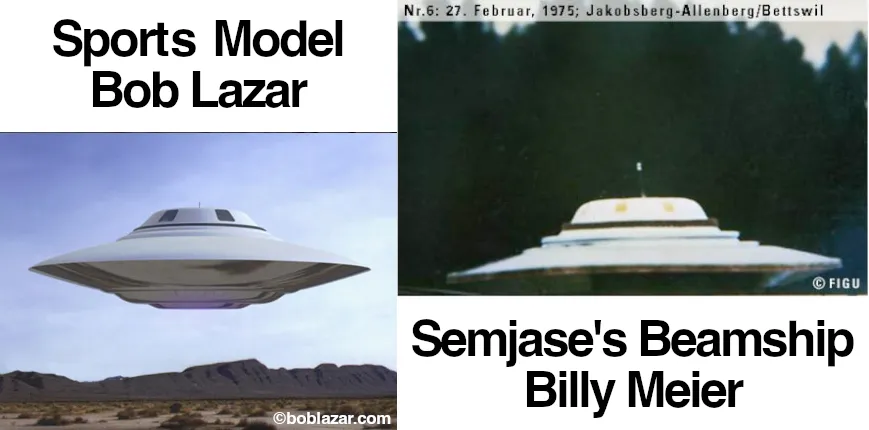 Sports Model
Bob Lazar
©boblazar.com
Nr.6: 27. Februar, 1975; Jakobsberg-Allenberg/Bettswil
© FIGU
Semjase's Beamship
Billy Meier